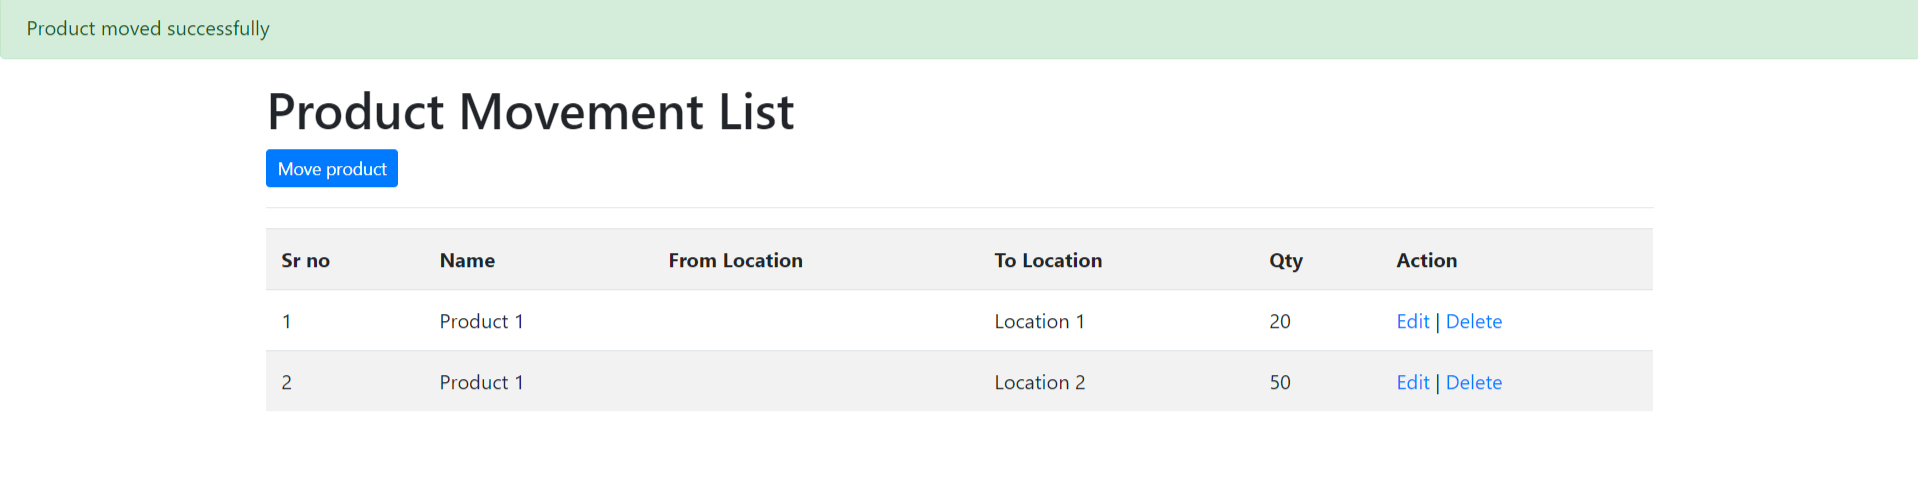 Product moved successfully
Product Movement List
Move product
Sr no Name From Location To Location Qty Action
1 Product 1 Location 1 20 Edit | Delete
2 Product 1 Location 2 50 Edit | Delete